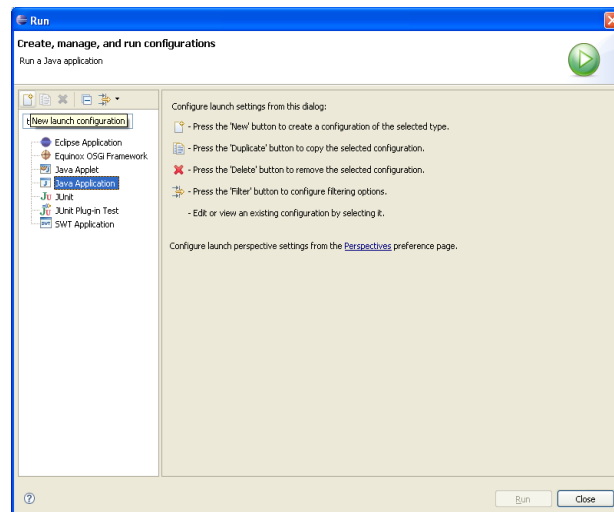 Run
Create, manage, and run configurations
Run a Java application
New launch configuration
Eclipse Application
Equinox OSGi Framework
Java Applet
Java Application
JUnit
JUnit Plug-in Test
SWT Application
Configure launch settings from this dialog:
- Press the 'New' button to create a configuration of the selected type.
- Press the 'Duplicate' button to copy the selected configuration.
- Press the 'Delete' button to remove the selected configuration.
- Press the 'Filter' button to configure filtering options.
- Edit or view an existing configuration by selecting it.
Configure launch perspective settings from the Perspectives preference page.
Run
Close